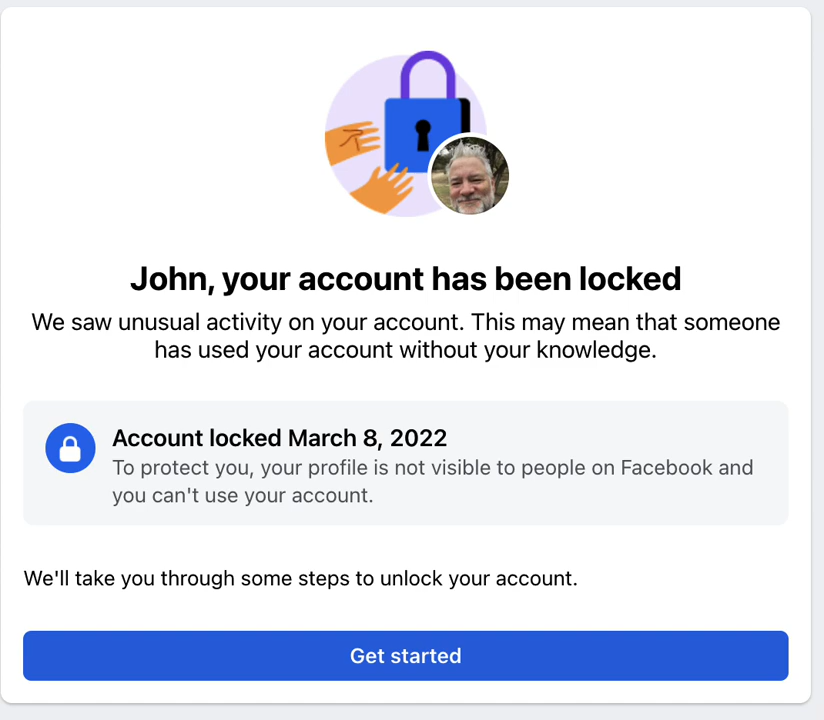 John, your account has been locked
We saw unusual activity on your account. This may mean that someone
has used your account without your knowledge.
Account locked March 8, 2022
To protect you, your profile is not visible to people on Facebook and
you can't use your account.
We'll take you through some steps to unlock your account.
Get started